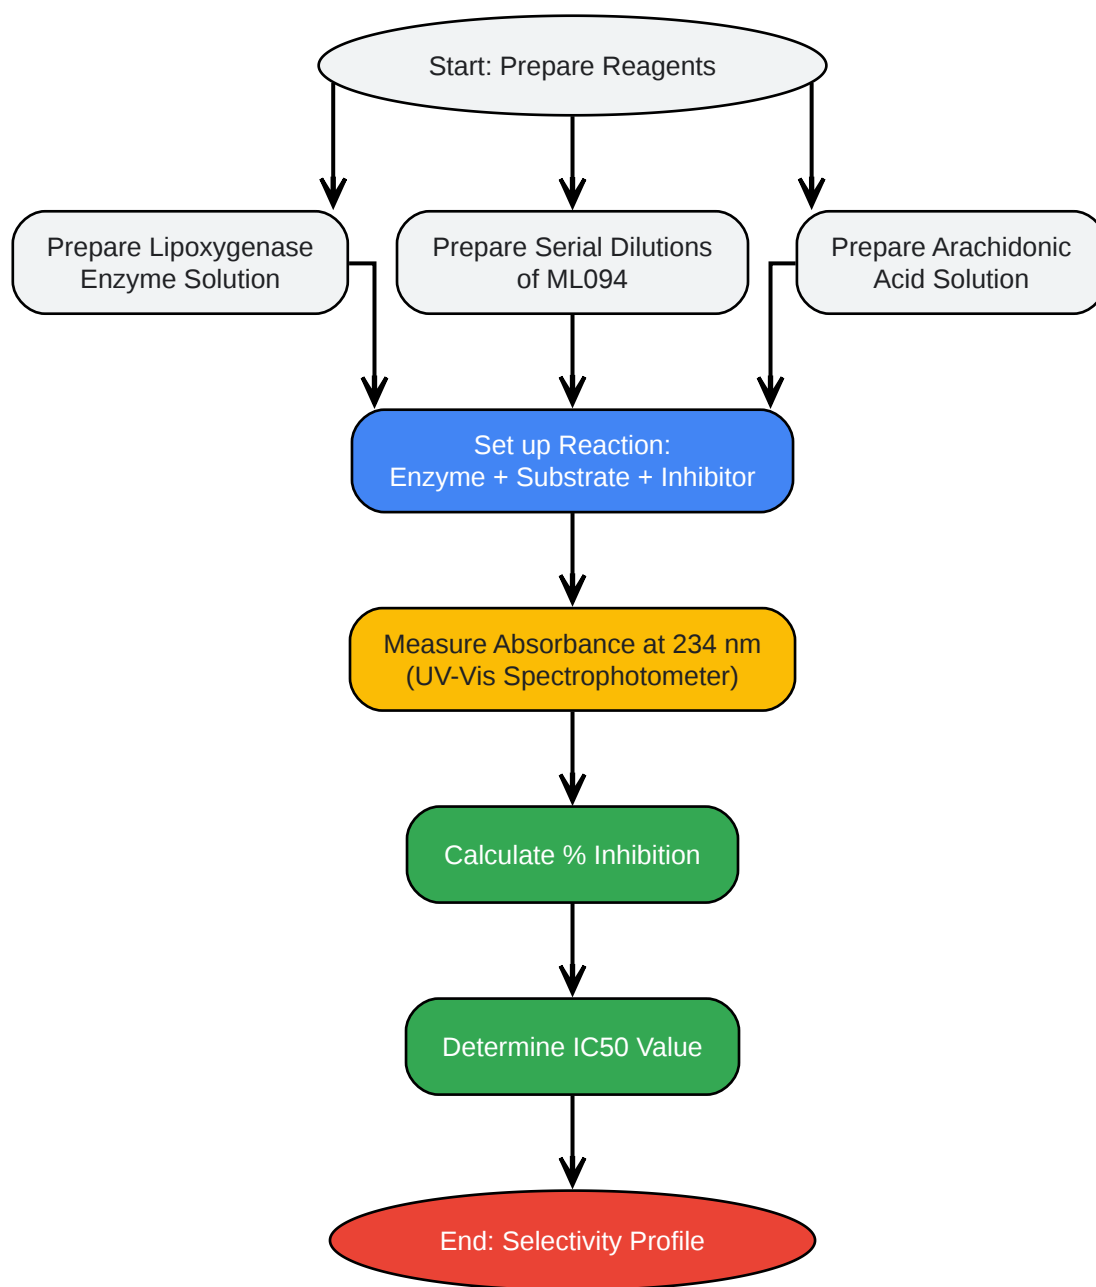 Start: Prepare Reagents
Prepare Lipoxygenase
Enzyme Solution
Prepare Serial Dilutions
of ML094
Prepare Arachidonic
Acid Solution
Set up Reaction:
Enzyme + Substrate + Inhibitor
Measure Absorbance at 234 nm
(UV-Vis Spectrophotometer)
Calculate % Inhibition
Determine IC50 Value
End: Selectivity Profile